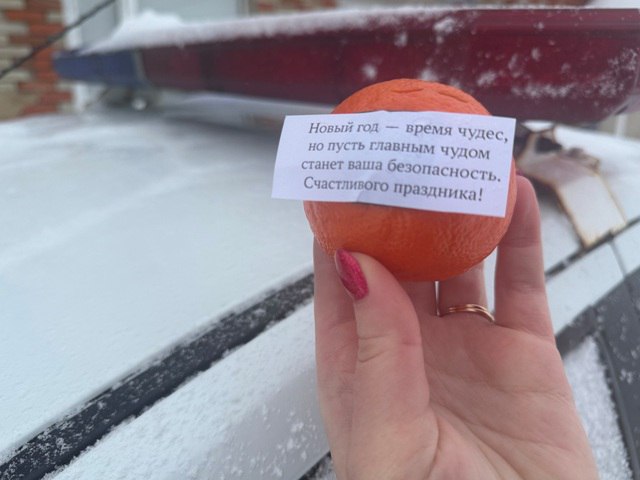 Новый год — время чудес,
но пусть главным чудом
станет ваша безопасность.
Счастливого праздника!